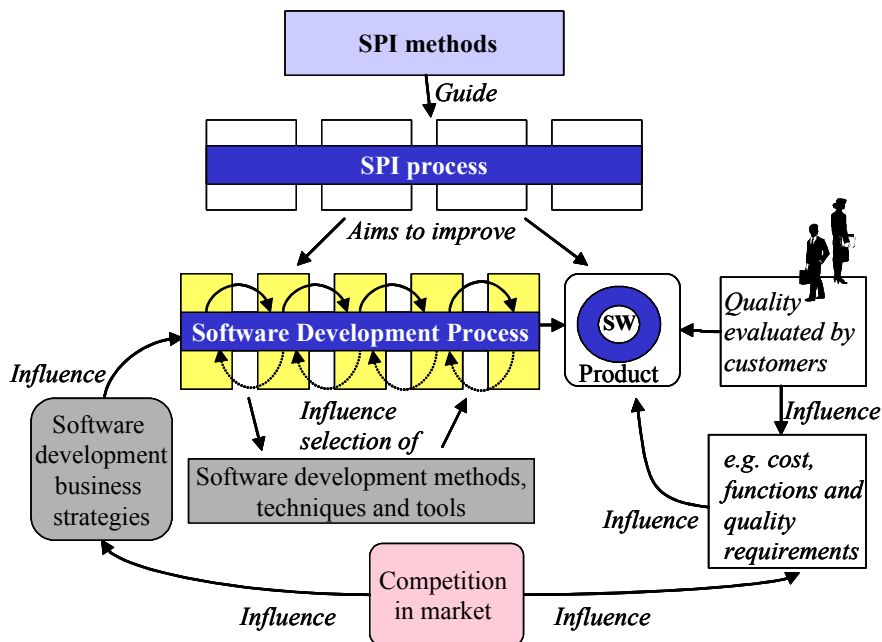 SPI methods
Guide
SPI process
Aims to improve
Software Development Process
SW
Product
Quality
evaluated by
customers
Influence
Influence
selection of
Influence
Software
development
business
strategies
Software development methods,
techniques and tools
e.g. cost,
functions and
quality
requirements
Influence
Competition
in market
Influence
Influence